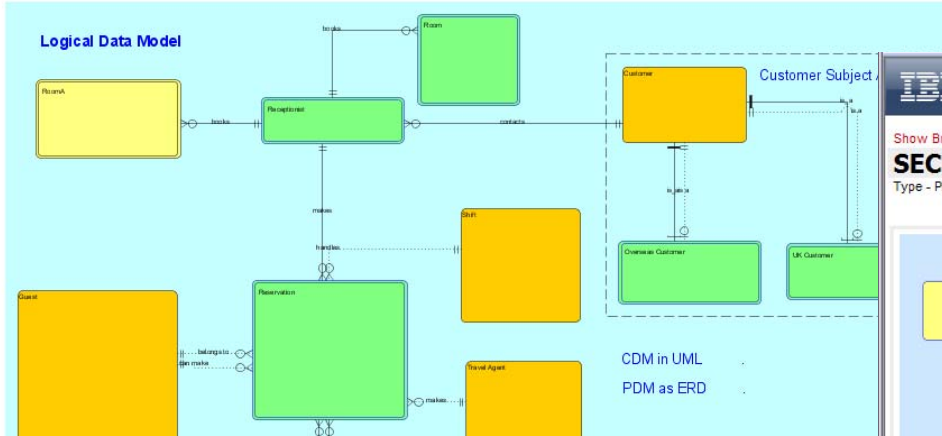 Logical Data Model
books
Room
Customer
Customer Subject
RoomA
Receptionist
books
contacts
is_a
is.a
Show
SEC
Type - P
is_a
is.a
makes
Shift
handles
Overseas Customer
UK Customer
Guest
Reservation
belongs to
can make
CDM in UML
PDM as ERD
makes
Travel Agent